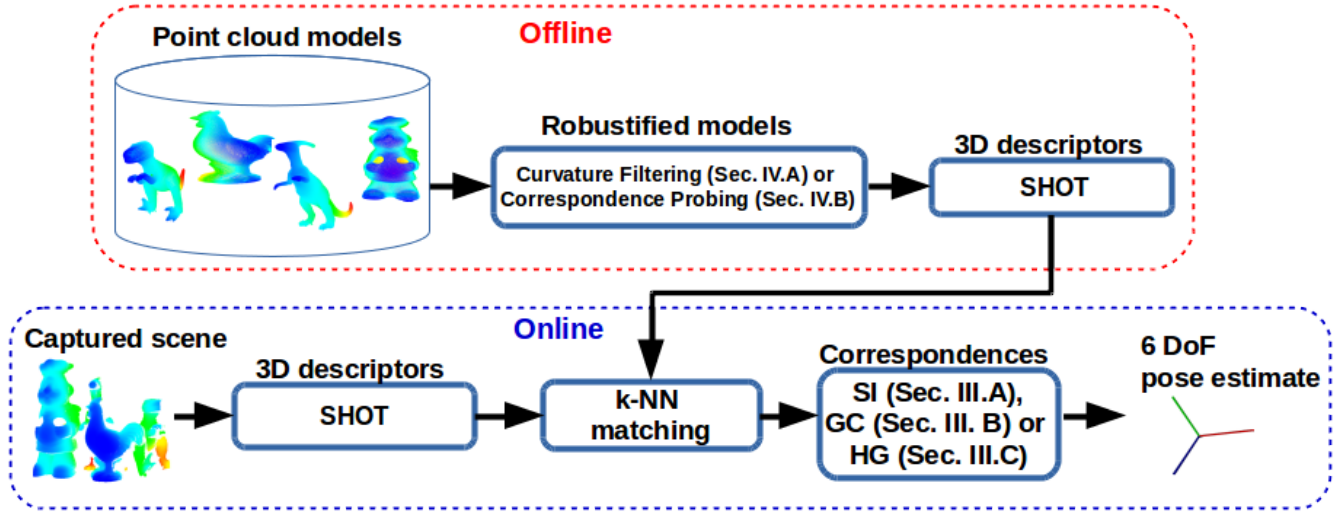 Offline
Point cloud models
Robustified models
Curvature Filtering (Sec. IV.A) or
Correspondence Probing (Sec. IV.B)
3D descriptors
SHOT
Online
Captured scene
3D descriptors
SHOT
k-NN
matching
Correspondences
SI (Sec. III.A),
GC (Sec. III. B) or
HG (Sec. III.C)
6 DoF
pose estimate